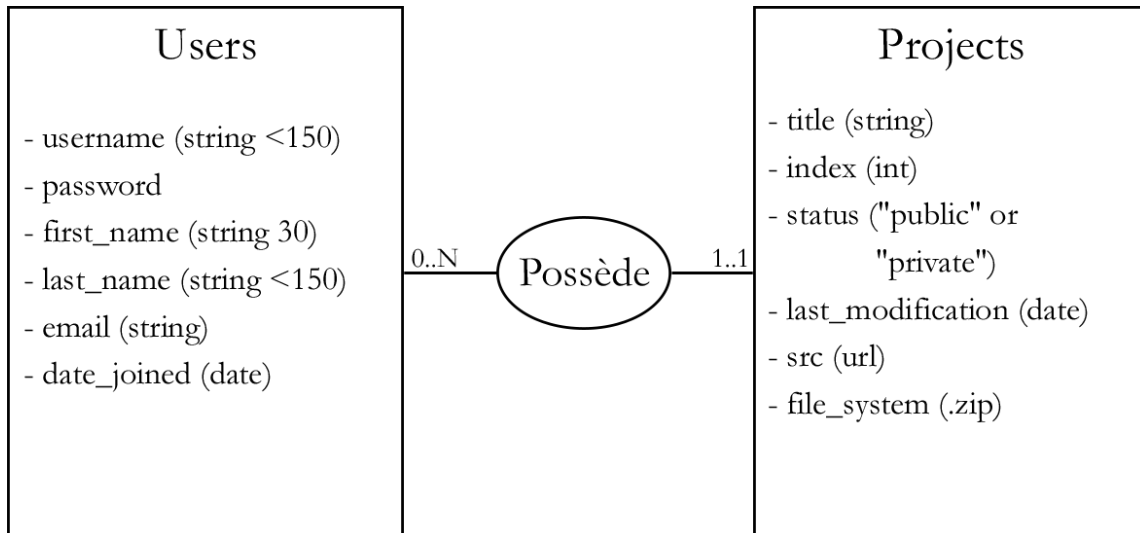 Users
- username (string <150)
- password
- first_name (string 30)
- last_name (string <150)
- email (string)
- date_joined (date)
0..N
Possède
1..1
Projects
- title (string)
- index (int)
- status ("public" or
"private")
- last_modification (date)
- src (url)
- file_system (.zip)